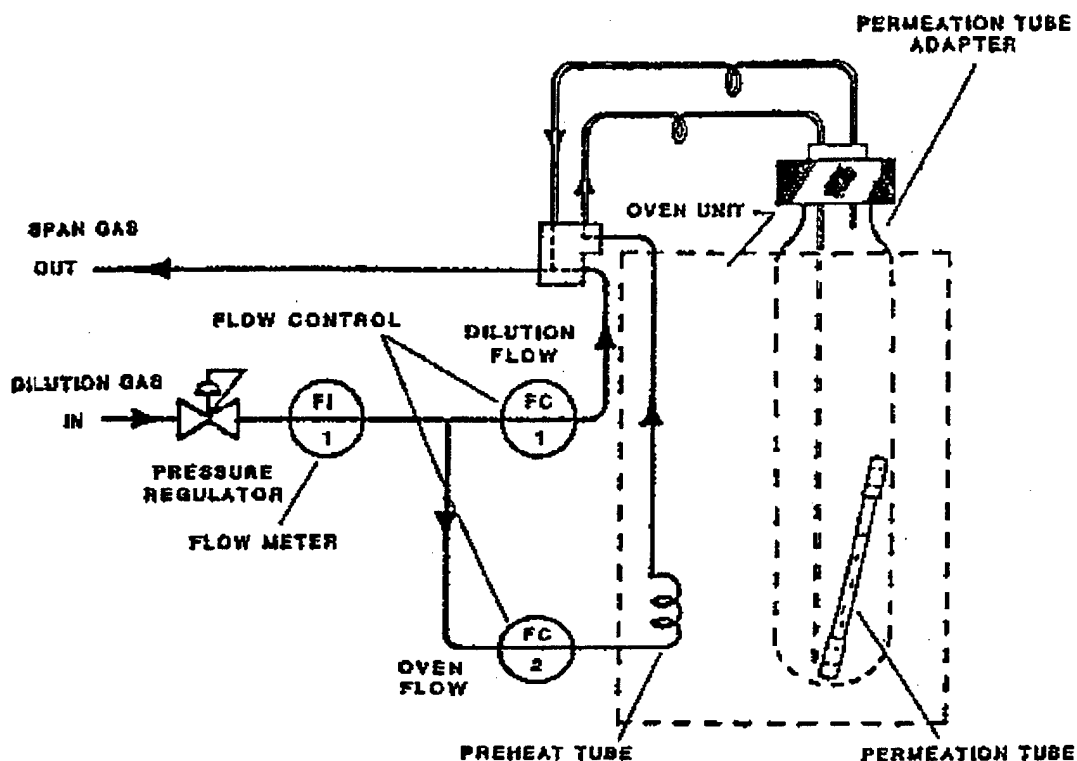 PERMEATION TUBE
ADAPTER
OVEN UNIT
SPAN GAS
OUT
FLOW CONTROL
DILUTION
FLOW
DILUTION GAS
IN
FI
1
FC
1
PRESSURE
REGULATOR
FLOW METER
FC
2
OVEN
FLOW
PREHEAT TUBE
PERMEATION TUBE